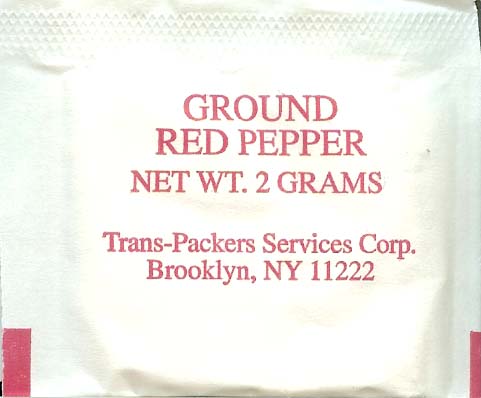 GROUND
RED PEPPER
NET WT. 2 GRAMS
Trans-Packers Services Corp.
Brooklyn, NY 11222